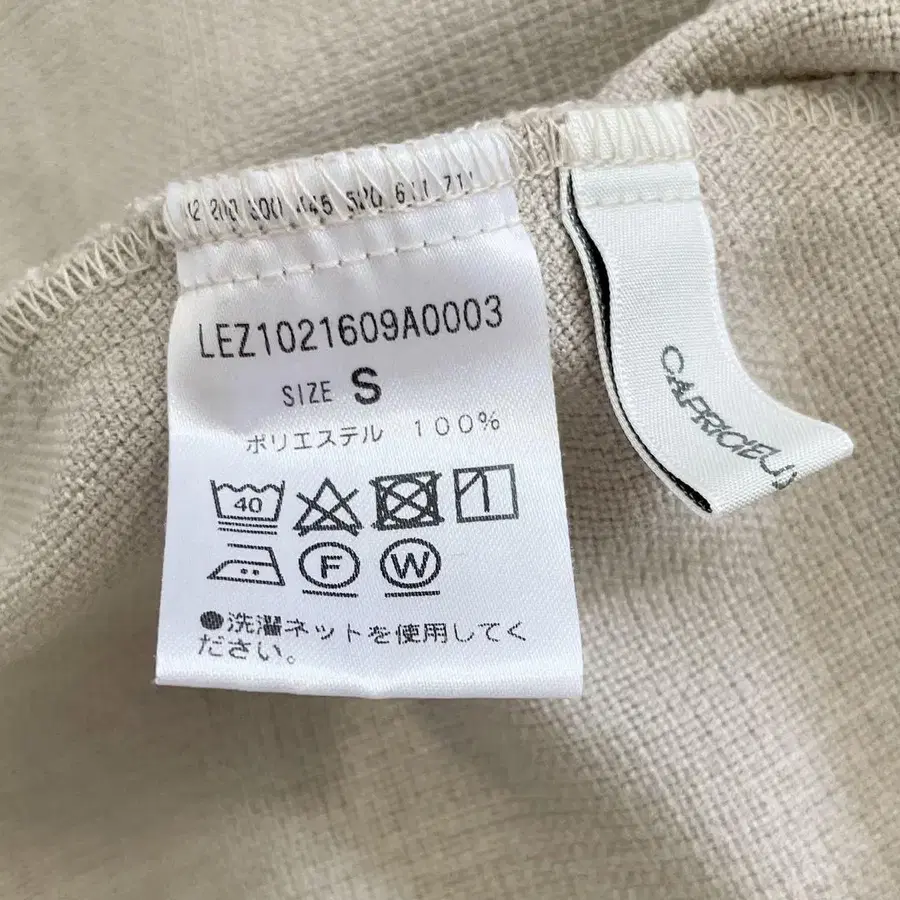 LEZ1021609A0003
SIZE S
ポリエステル 100%
40
F W
●洗濯ネットを使用してく
ださい。